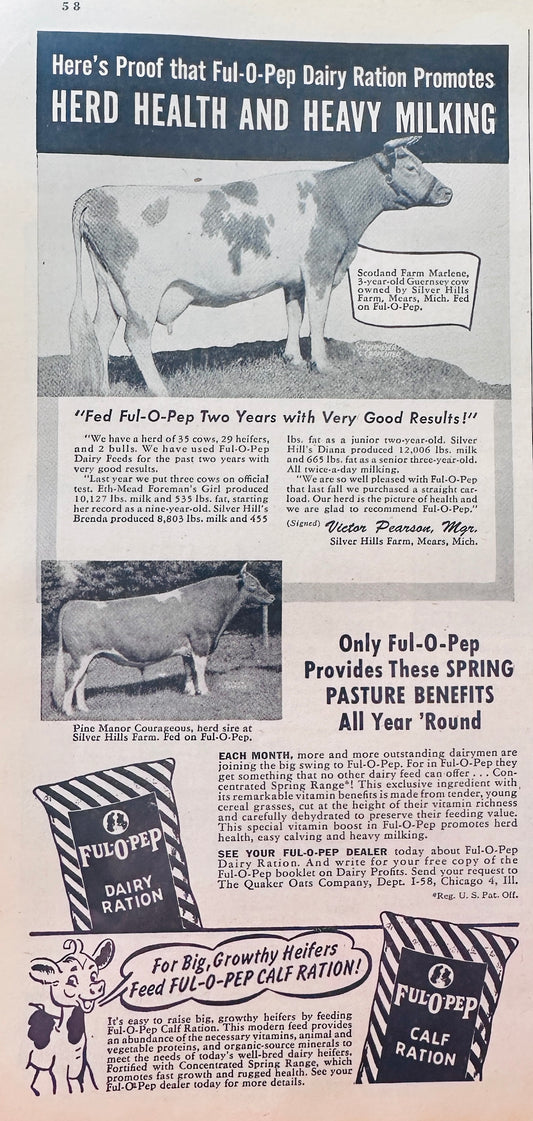 58
Here's Proof that Ful-O-Pep Dairy Ration Promotes
HERD HEALTH AND HEAVY MILKING
Scotland Farm Marlene,
3-year-old Guernsey cow
owned by Silver Hills
Farm, Mears, Mich. Fed
on Ful-O-Pep.
"Fed Ful-O-Pep Two Years with Very Good Results!"
"We have a herd of 35 cows, 29 heifers,
and 2 bulls. We have used Ful-O-Pep
Dairy Feeds for the past two years with
very good results.
"Last year we put three cows on official
test. Eth-Mead Foreman's Girl produced
10,127 lbs. milk and 535 lbs. fat, starting
her record as a nine-year-old. Silver Hill's
Brenda produced 8,803 lbs. milk and 455
lbs. fat as a junior two-year-old. Silver
Hill's Diana produced 12,006 lbs. milk
and 665 lbs. fat as a senior three-year-old.
All twice-a-day milking.
"We are so well pleased with Ful-O-Pep
that last fall we purchased a straight car-
load. Our herd is the picture of health and
we are glad to recommend Ful-O-Pep."
(Signed) Victor Pearson, Mgr.
Silver Hills Farm, Mears, Mich.
Pine Manor Courageous, herd sire at
Silver Hills Farm. Fed on Ful-O-Pep.
Only Ful-O-Pep
Provides These SPRING
PASTURE BENEFITS
All Year 'Round
EACH MONTH, more and more outstanding dairymen are
joining the big swing to Ful-O-Pep. For in Ful-O-Pep they
get something that no other dairy feed can offer . . . Con-
centrated Spring Range*! This exclusive ingredient with
its remarkable vitamin benefits is made from tender, young
cereal grasses, cut at the height of their vitamin richness
and carefully dehydrated to preserve their feeding value.
This special vitamin boost in Ful-O-Pep promotes herd
health, easy calving and heavy milking.
SEE YOUR FUL-O-PEP DEALER today about Ful-O-Pep
Dairy Ration. And write for your free copy of the
Ful-O-Pep booklet on Dairy Profits. Send your request to
The Quaker Oats Company, Dept. I-58, Chicago 4, Ill.
*Reg. U. S. Pat. Off.
FUL-O-PEP
DAIRY
RATION
For Big, Growthy Heifers
Feed FUL-O-PEP CALF RATION!
It's easy to raise big, growthy heifers by feeding
Ful-O-Pep Calf Ration. This modern feed provides
an abundance of the necessary vitamins, animal and
vegetable proteins, and organic-source minerals to
meet the needs of today's well-bred dairy heifers.
Fortified with Concentrated Spring Range, which
promotes fast growth and rugged health. See your
Ful-O-Pep dealer today for more details.
FUL-O-PEP
CALF
RATION